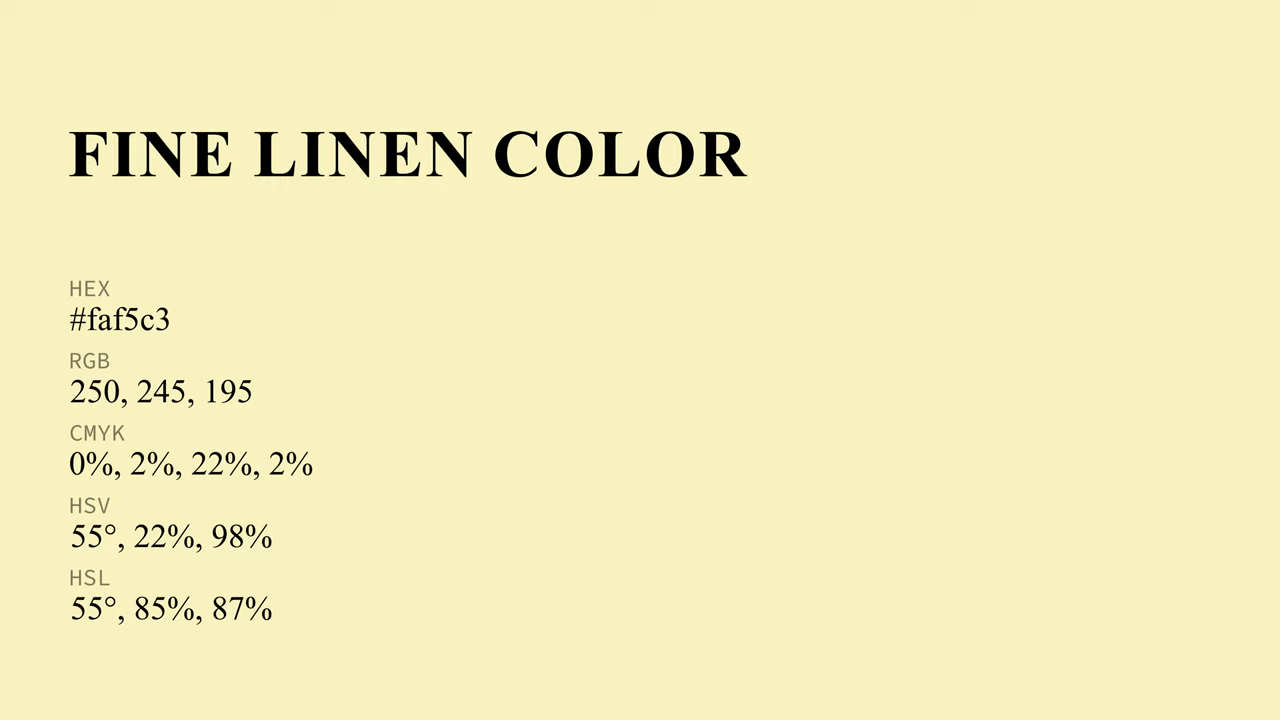 FINE LINEN COLOR
HEX
#faf5c3
RGB
250, 245, 195
CMYK
0%, 2%, 22%, 2%
HSV
55°, 22%, 98%
HSL
55°, 85%, 87%